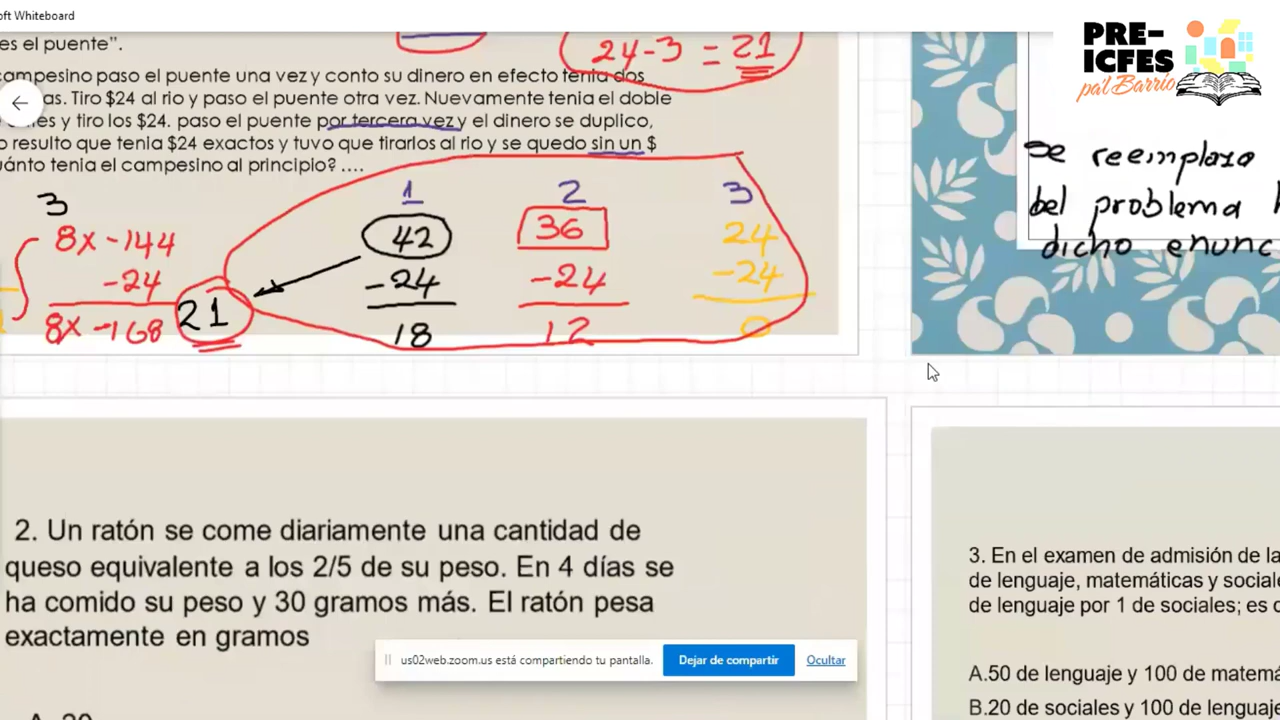 oft Whiteboard
es el puente".
24-3 = 21
campesino paso el puente una vez y conto su dinero en efecto tenia dos
as. Tiro $24 al rio y paso el puente otra vez. Nuevamente tenia el doble
es y tiro los $24. paso el puente por tercera vez y el dinero se duplico,
o resulto que tenia $24 exactos y tuvo que tirarlos al rio y se quedo sin un $
uánto tenia el campesino al principio? ....
3
8x -144
-24
8x -168
21
1 2 3
42 36 24
-24 -24 -24
18 12 0
PRE-
ICFES
pa'l Barrio
se reemplazo
del problema
dicho enunc
2. Un ratón se come diariamente una cantidad de
queso equivalente a los 2/5 de su peso. En 4 días se
ha comido su peso y 30 gramos más. El ratón pesa
exactamente en gramos
us02web.zoom.us está compartiendo tu pantalla. Dejar de compartir Ocultar
3. En el examen de admisión de la
de lenguaje, matemáticas y sociale
de lenguaje por 1 de sociales; es
A.50 de lenguaje y 100 de matemá
B.20 de sociales y 100 de lenguaje